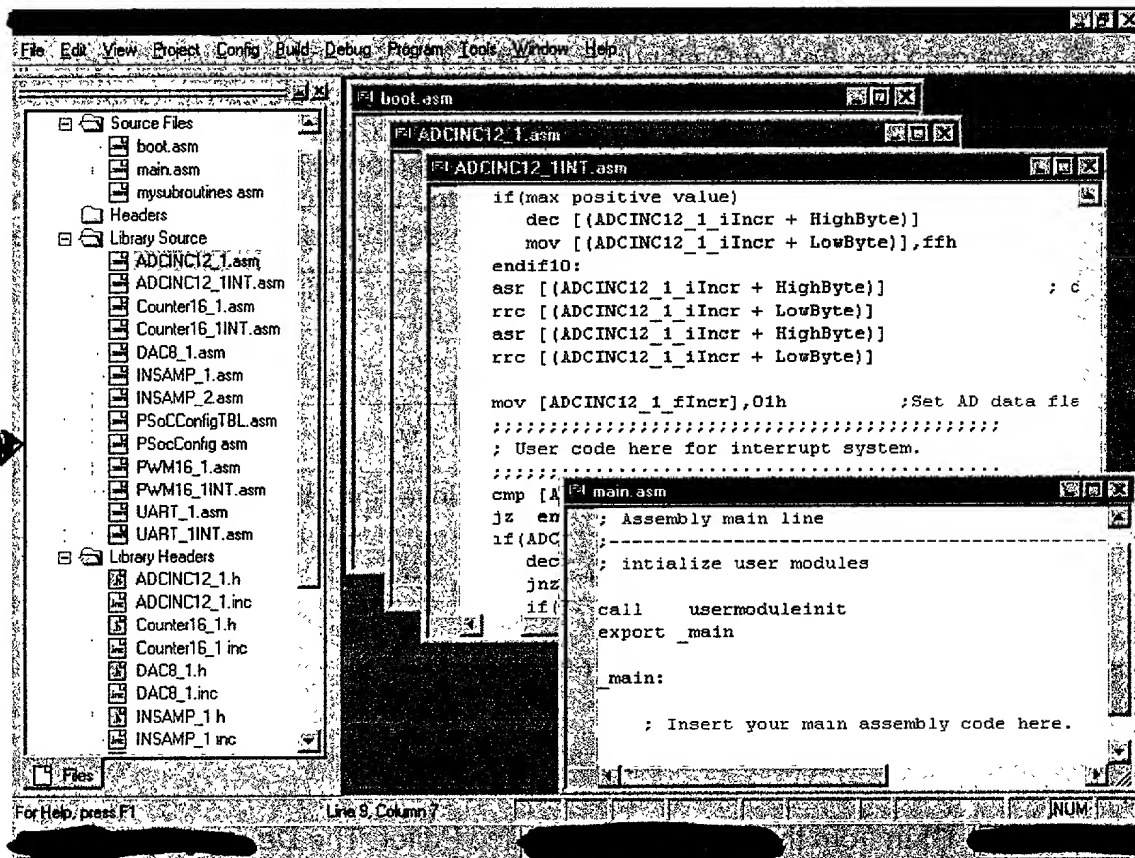 File Edit View Project Config Build Debug Program Tools Window Help
Source Files
boot.asm
main.asm
mysubroutines asm
Headers
Library Source
ADCINC12_1.asm
ADCINC12_1INT.asm
Counter16_1.asm
Counter16_1INT.asm
DAC8_1.asm
INSAMP_1.asm
INSAMP_2.asm
PSoCConfigTBL.asm
PSocConfig asm
PWM16_1.asm
PWM16_1INT.asm
UART_1.asm
UART_1INT.asm
Library Headers
ADCINC12_1.h
ADCINC12_1.inc
Counter16_1.h
Counter16_1 inc
DAC8_1.h
DAC8_1.inc
INSAMP_1 h
INSAMP_1 inc
Files
boot.asm
ADCINC12_1.asm
ADCINC12_1INT.asm
if(max positive value)
dec [(ADCINC12_1_iIncr + HighByte)]
mov [(ADCINC12_1_iIncr + LowByte)],ffh
endif10:
asr [(ADCINC12_1_iIncr + HighByte)] ; c
rrc [(ADCINC12_1_iIncr + LowByte)]
asr [(ADCINC12_1_iIncr + HighByte)]
rrc [(ADCINC12_1_iIncr + LowByte)]
mov [ADCINC12_1_fIncr],01h ;Set AD data fla
;;;;;;;;;;;;;;;;;;;;;;;;;;;;;;;;;;;;;;;;;;;;;
; User code here for interrupt system.
;;;;;;;;;;;;;;;;;;;;;;;;;;;;;;;;;;;;;;;;;;;;;
cmp [A
jz en
if(ADC
dec
jnz
if(
main.asm
; Assembly main line
;---------------------------------------------
; intialize user modules
call usermoduleinit
export _main
_main:
; Insert your main assembly code here.
For Help, press F1 Line 9, Column 7 NUM